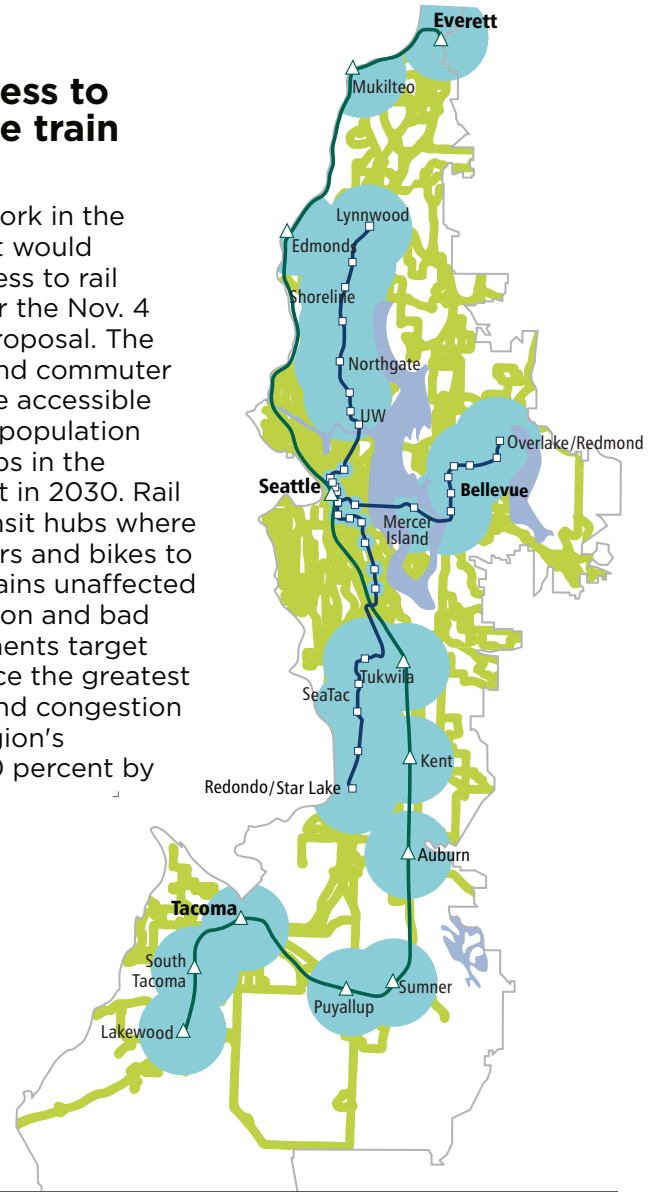 ess to
e train
ork in the
t would
ess to rail
r the Nov. 4
roposal. The
nd commuter
e accessible
population
os in the
t in 2030. Rail
nsit hubs where
rs and bikes to
ains unaffected
on and bad
nents target
ce the greatest
nd congestion
gion's
0 percent by
Everett
Mukilteo
Lynnwood
Edmonds
Shoreline
Northgate
UW
Overlake/Redmond
Seattle
Bellevue
Mercer
Island
Tukwila
SeaTac
Kent
Redondo/Star Lake
Auburn
Tacoma
South
Tacoma
Sumner
Puyallup
Lakewood